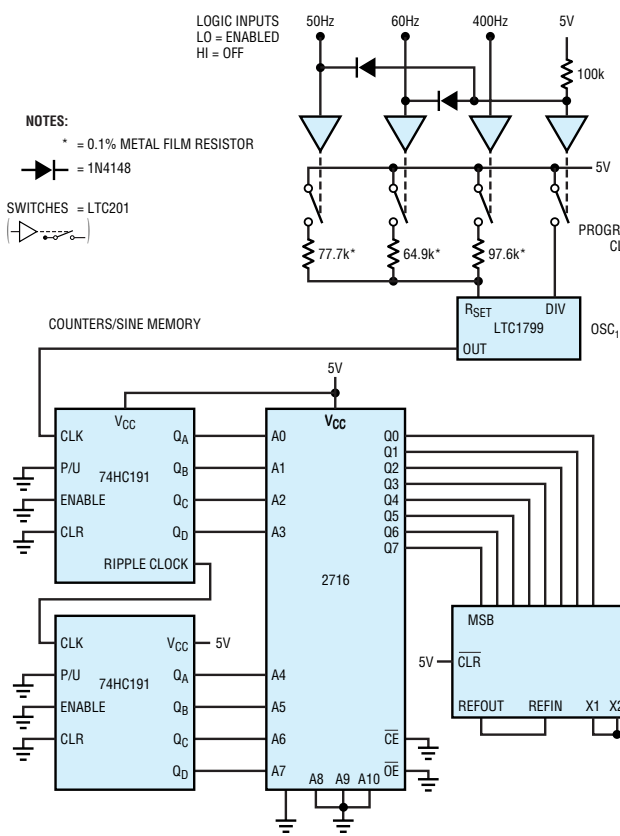 LOGIC INPUTS
LO = ENABLED
HI = OFF
50Hz
60Hz
400Hz
5V
100k
NOTES:
* = 0.1% METAL FILM RESISTOR
= 1N4148
SWITCHES = LTC201
5V
77.7k*
64.9k*
97.6k*
PROGR
CL
RSET
DIV
LTC1799
OUT
OSC1
COUNTERS/SINE MEMORY
5V
VCC
CLK
QA
P/U
QB
74HC191
ENABLE
QC
CLR
QD
RIPPLE CLOCK
VCC
A0
Q0
Q1
A1
Q2
Q3
A2
Q4
Q5
A3
Q6
Q7
2716
CLK
VCC
5V
P/U
QA
74HC191
ENABLE
QB
CLR
QC
QD
A4
A5
A6
CE
A7
A8
A9
A10
OE
MSB
5V
CLR
REFOUT
REFIN
X1
X2